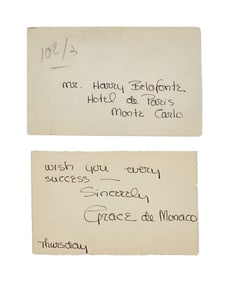 102/3
Mr. Harry Belafonte
Hotel de Paris
Monte Carlo
wish you every
success —
Sincerely
Grace de Monaco
Thursday